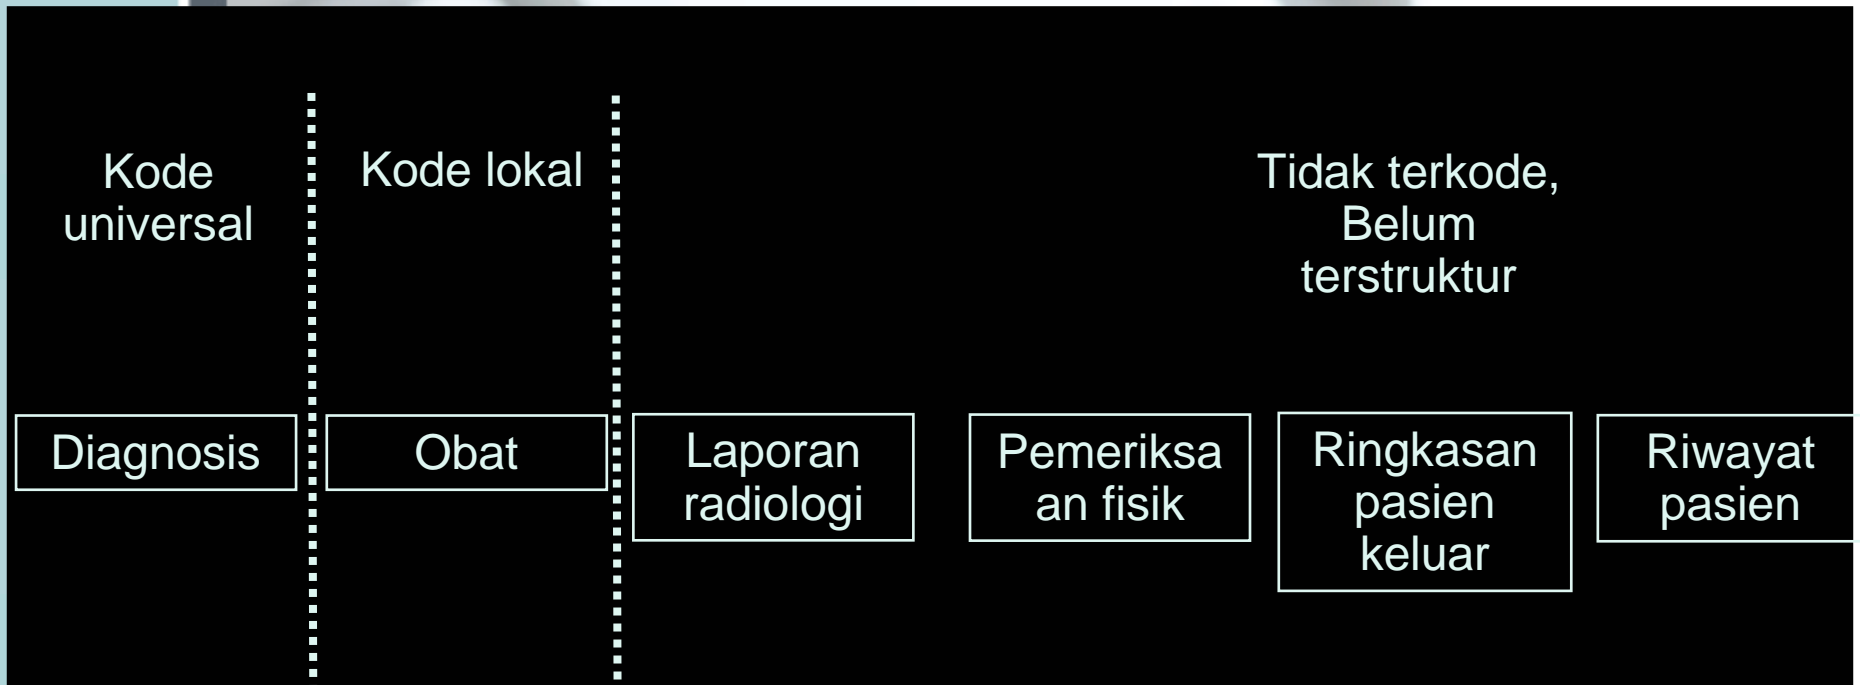 Kode
universal
Kode lokal
Tidak terkode,
Belum
terstruktur
Diagnosis
Obat
Laporan
radiologi
Pemeriksa
an fisik
Ringkasan
pasien
keluar
Riwayat
pasien